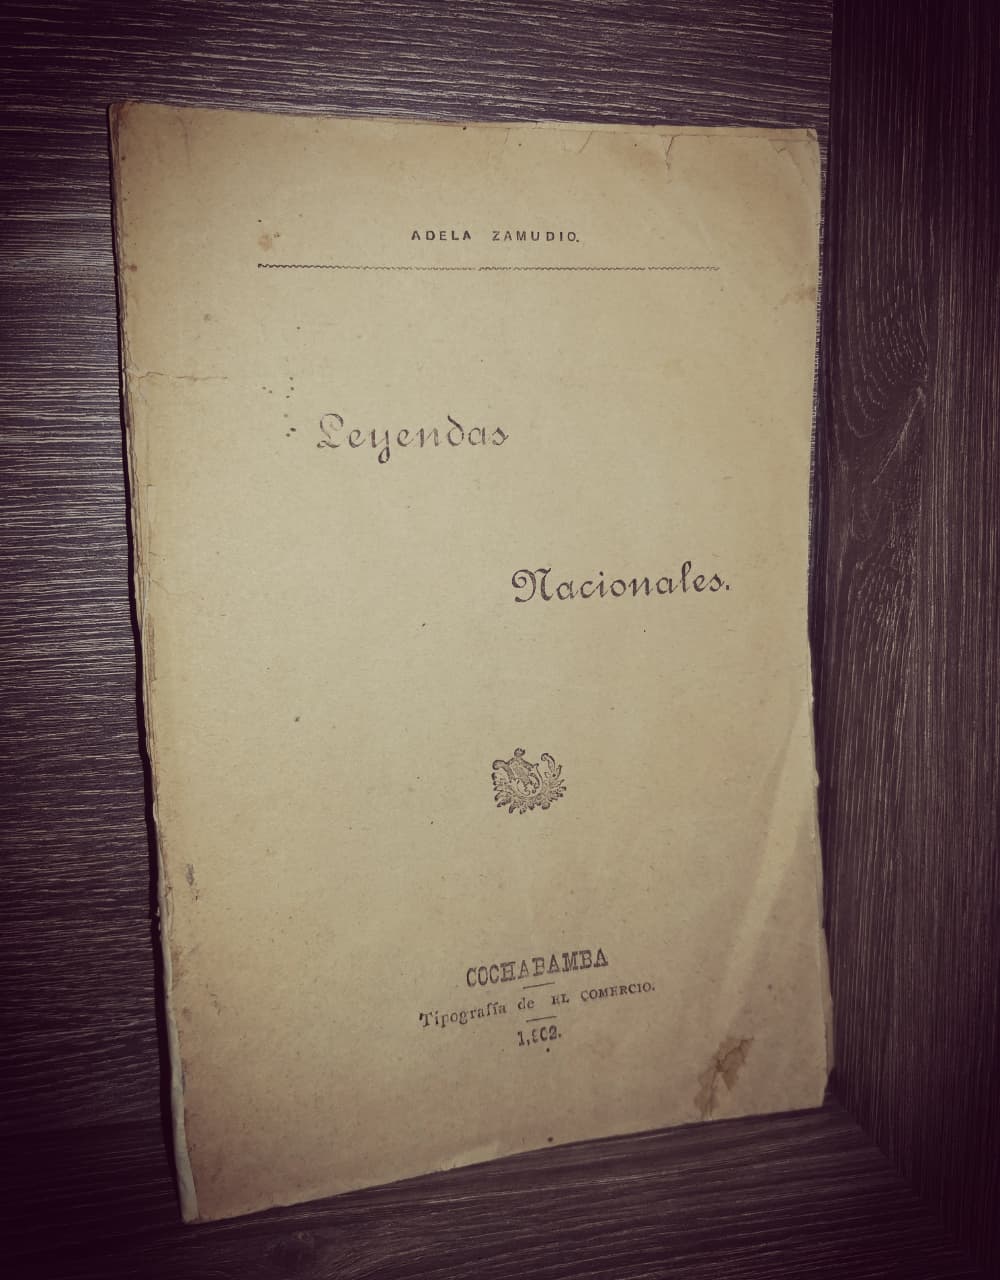 ADELA ZAMUDIO.
Leyendas
Nacionales.
COCHABAMBA
Tipografía de EL COMERCIO.
1,902.